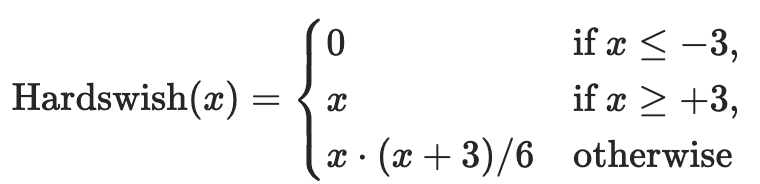 0 if x ≤ −3,
Hardswish(x) = { x if x ≥ +3,
x · (x + 3)/6 otherwise